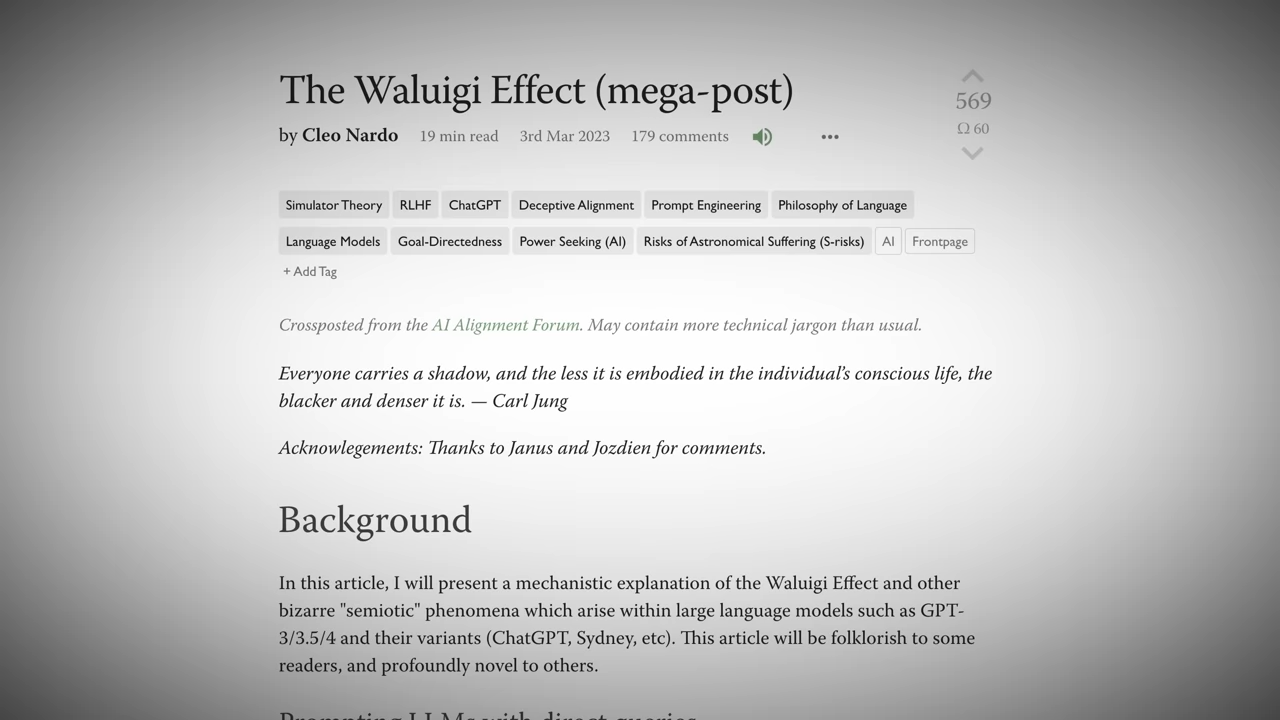 The Waluigi Effect (mega-post)
569
by Cleo Nardo 19 min read 3rd Mar 2023 179 comments
Ω 60
Simulator Theory RLHF ChatGPT Deceptive Alignment Prompt Engineering Philosophy of Language
Language Models Goal-Directedness Power Seeking (AI) Risks of Astronomical Suffering (S-risks) AI Frontpage
+ Add Tag
Crossposted from the AI Alignment Forum. May contain more technical jargon than usual.
Everyone carries a shadow, and the less it is embodied in the individual’s conscious life, the
blacker and denser it is. — Carl Jung
Acknowlegements: Thanks to Janus and Jozdien for comments.
Background
In this article, I will present a mechanistic explanation of the Waluigi Effect and other
bizarre "semiotic" phenomena which arise within large language models such as GPT-
3/3.5/4 and their variants (ChatGPT, Sydney, etc). This article will be folklorish to some
readers, and profoundly novel to others.
Prompting LLMs with direct queries